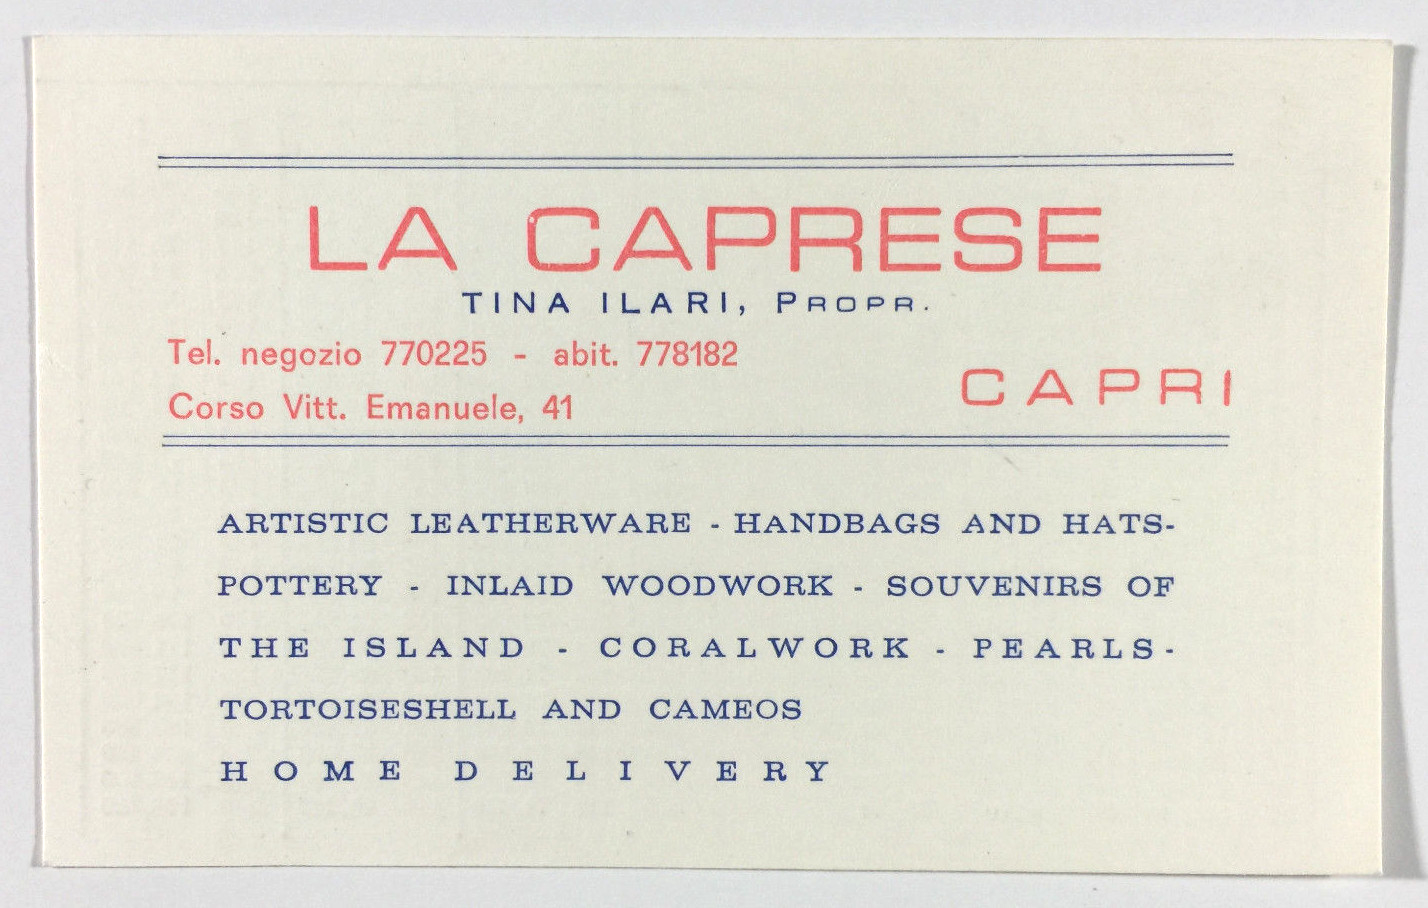 LA CAPRESE
TINA ILARI, PROPR.
Tel. negozio 770225 - abit. 778182
Corso Vitt. Emanuele, 41
CAPRI
ARTISTIC LEATHERWARE - HANDBAGS AND HATS-
POTTERY - INLAID WOODWORK - SOUVENIRS OF
THE ISLAND - CORALWORK - PEARLS-
TORTOISESHELL AND CAMEOS
HOME DELIVERY